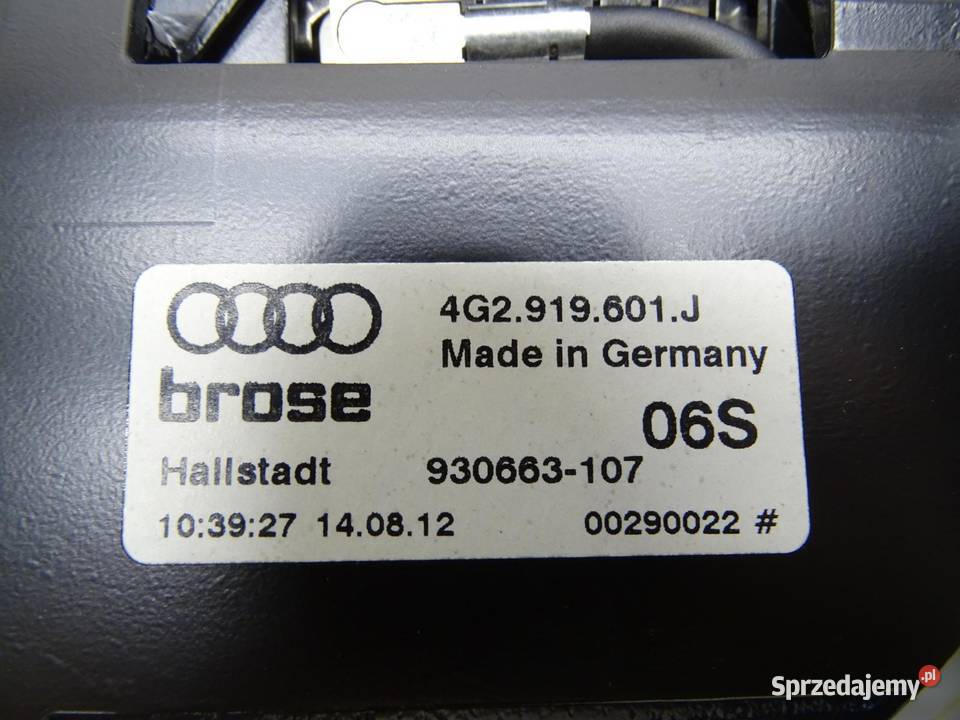 4G2.919.601.J
Made in Germany
brose
06S
Hallstadt 930663-107
10:39:27 14.08.12 00290022 #
Sprzedajemy.pl